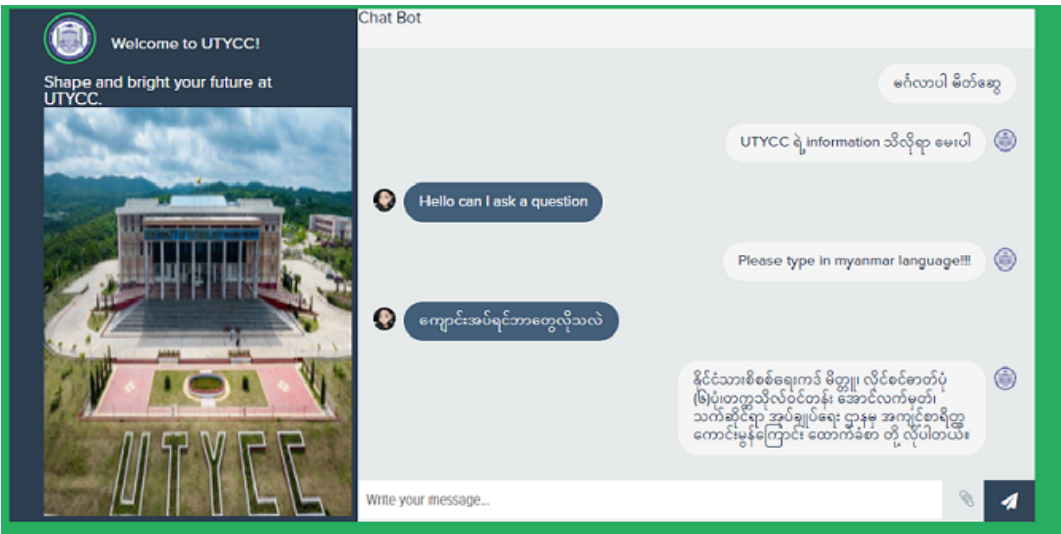 Welcome to UTYCC!
Shape and bright your future at
UTYCC.
UTYCC
Chat Bot
မင်္ဂလာပါ မိတ်ဆွေ
UTYCC ရဲ့ information သိလိုရာ မေးပါ
Hello can I ask a question
Please type in myanmar language!!!!
ကျောင်းအပ်ရင်ဘာတွေလိုသလဲ
နိုင်ငံသားစိစစ်ရေးကဒ် မိတ္တူ၊ လိုင်စင်ဓာတ်ပုံ
(၆)ပုံ၊တက္ကသိုလ်ဝင်တန်း အောင်လက်မှတ်၊
သက်ဆိုင်ရာ အုပ်ချုပ်ရေး ဌာနမှ အကျင့်စာရိတ္တ
ကောင်းမွန်ကြောင်း ထောက်ခံစာ တို့ လိုပါတယ်။
Write your message...